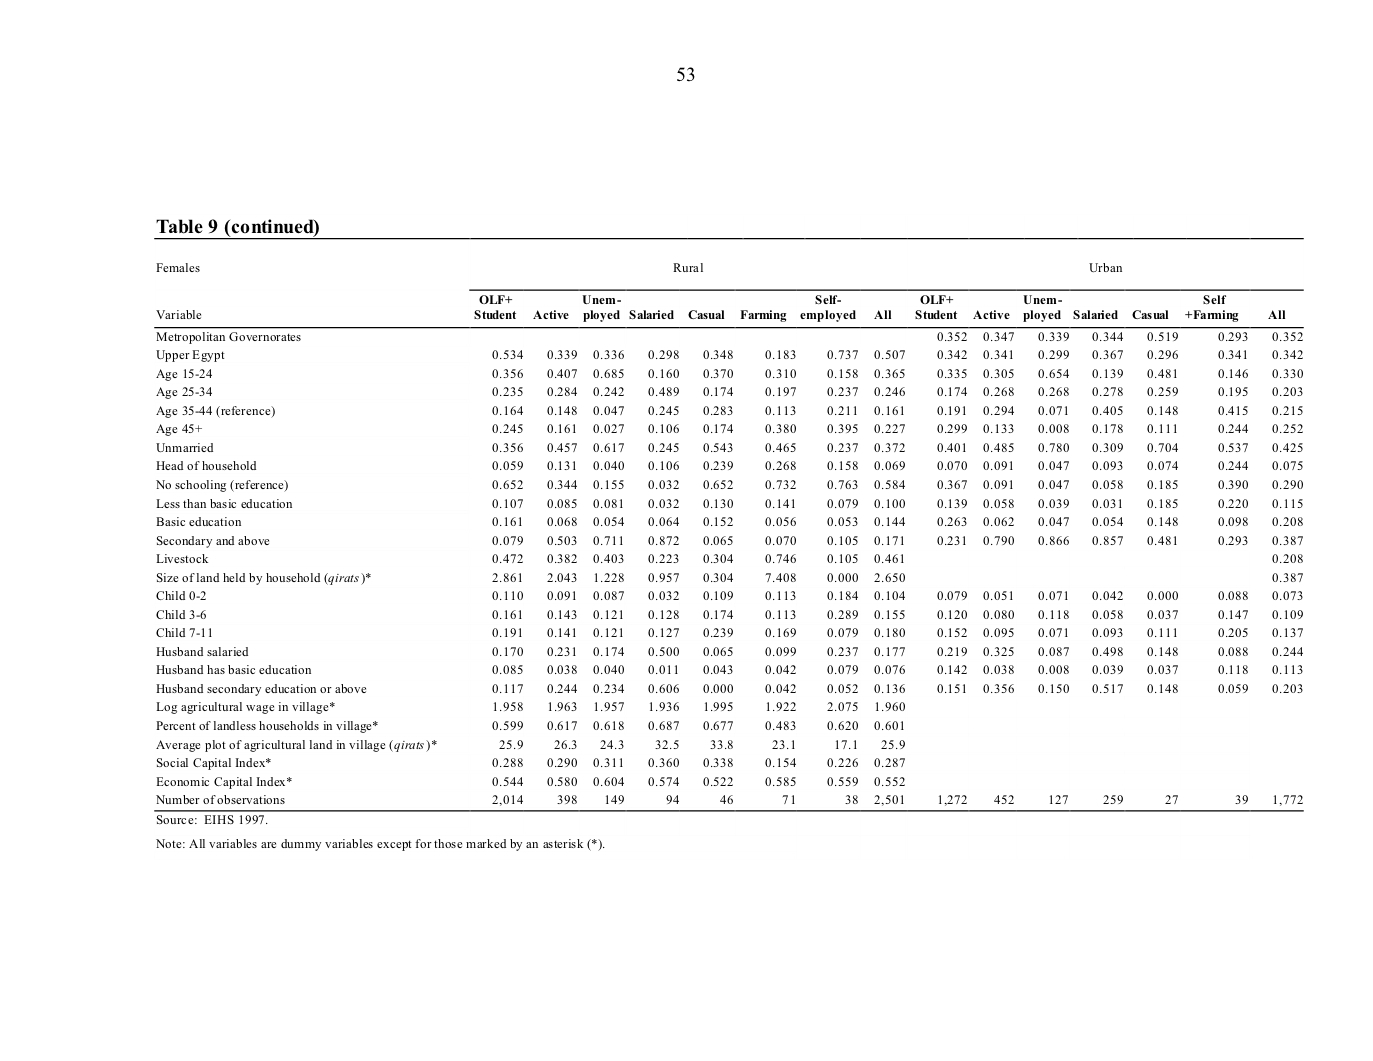 53
Table 9 (continued)
Females Rural Urban
OLF+ Unem- Self- OLF+ Unem- Self
Variable Student Active ployed Salaried Casual Farming employed All Student Active ployed Salaried Casual +Farming All
Metropolitan Governorates 0.352 0.347 0.339 0.344 0.519 0.293 0.352
Upper Egypt 0.534 0.339 0.336 0.298 0.348 0.183 0.737 0.507 0.342 0.341 0.299 0.367 0.296 0.341 0.342
Age 15-24 0.356 0.407 0.685 0.160 0.370 0.310 0.158 0.365 0.335 0.305 0.654 0.139 0.481 0.146 0.330
Age 25-34 0.235 0.284 0.242 0.489 0.174 0.197 0.237 0.246 0.174 0.268 0.268 0.278 0.259 0.195 0.203
Age 35-44 (reference) 0.164 0.148 0.047 0.245 0.283 0.113 0.211 0.161 0.191 0.294 0.071 0.405 0.148 0.415 0.215
Age 45+ 0.245 0.161 0.027 0.106 0.174 0.380 0.395 0.227 0.299 0.133 0.008 0.178 0.111 0.244 0.252
Unmarried 0.356 0.457 0.617 0.245 0.543 0.465 0.237 0.372 0.401 0.485 0.780 0.309 0.704 0.537 0.425
Head of household 0.059 0.131 0.040 0.106 0.239 0.268 0.158 0.069 0.070 0.091 0.047 0.093 0.074 0.244 0.075
No schooling (reference) 0.652 0.344 0.155 0.032 0.652 0.732 0.763 0.584 0.367 0.091 0.047 0.058 0.185 0.390 0.290
Less than basic education 0.107 0.085 0.081 0.032 0.130 0.141 0.079 0.100 0.139 0.058 0.039 0.031 0.185 0.220 0.115
Basic education 0.161 0.068 0.054 0.064 0.152 0.056 0.053 0.144 0.263 0.062 0.047 0.054 0.148 0.098 0.208
Secondary and above 0.079 0.503 0.711 0.872 0.065 0.070 0.105 0.171 0.231 0.790 0.866 0.857 0.481 0.293 0.387
Livestock 0.472 0.382 0.403 0.223 0.304 0.746 0.105 0.461 0.208
Size of land held by household (qirats)* 2.861 2.043 1.228 0.957 0.304 7.408 0.000 2.650 0.387
Child 0-2 0.110 0.091 0.087 0.032 0.109 0.113 0.184 0.104 0.079 0.051 0.071 0.042 0.000 0.088 0.073
Child 3-6 0.161 0.143 0.121 0.128 0.174 0.113 0.289 0.155 0.120 0.080 0.118 0.058 0.037 0.147 0.109
Child 7-11 0.191 0.141 0.121 0.127 0.239 0.169 0.079 0.180 0.152 0.095 0.071 0.093 0.111 0.205 0.137
Husband salaried 0.170 0.231 0.174 0.500 0.065 0.099 0.237 0.177 0.219 0.325 0.087 0.498 0.148 0.088 0.244
Husband has basic education 0.085 0.038 0.040 0.011 0.043 0.042 0.079 0.076 0.142 0.038 0.008 0.039 0.037 0.118 0.113
Husband secondary education or above 0.117 0.244 0.234 0.606 0.000 0.042 0.052 0.136 0.151 0.356 0.150 0.517 0.148 0.059 0.203
Log agricultural wage in village* 1.958 1.963 1.957 1.936 1.995 1.922 2.075 1.960
Percent of landless households in village* 0.599 0.617 0.618 0.687 0.677 0.483 0.620 0.601
Average plot of agricultural land in village (qirats)* 25.9 26.3 24.3 32.5 33.8 23.1 17.1 25.9
Social Capital Index* 0.288 0.290 0.311 0.360 0.338 0.154 0.226 0.287
Economic Capital Index* 0.544 0.580 0.604 0.574 0.522 0.585 0.559 0.552
Number of observations 2,014 398 149 94 46 71 38 2,501 1,272 452 127 259 27 39 1,772
Source: EIHS 1997.
Note: All variables are dummy variables except for those marked by an asterisk (*).